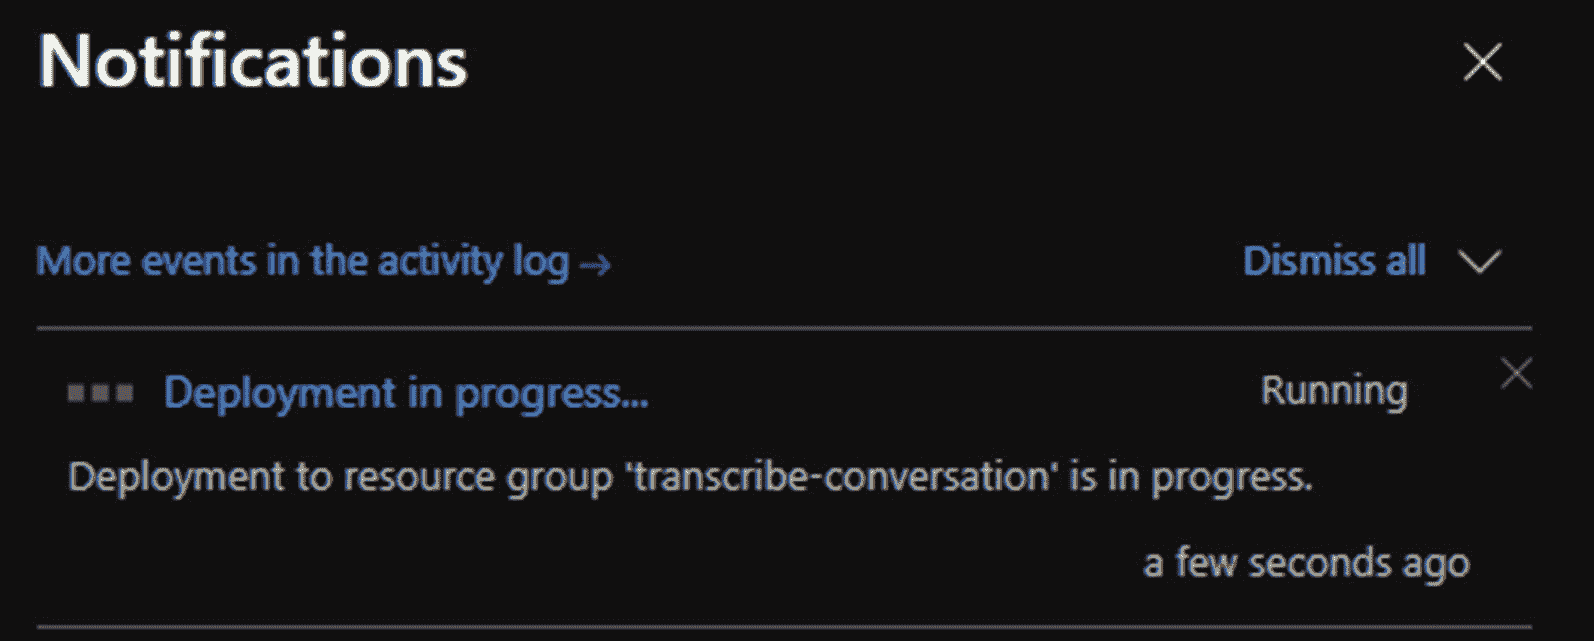 Notifications
More events in the activity log → Dismiss all
Deployment in progress... Running
Deployment to resource group 'transcribe-conversation' is in progress.
a few seconds ago